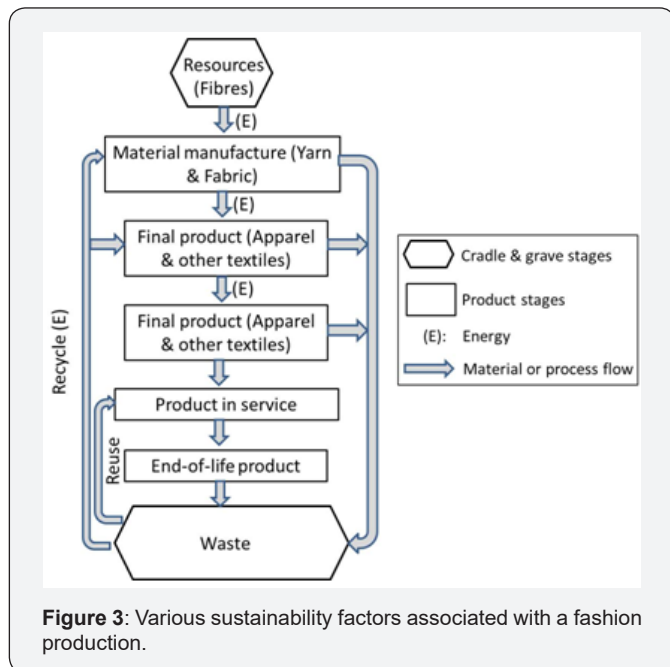 Resources
(Fibres)
(E)
Material manufacture (Yarn
& Fabric)
(E)
Final product (Apparel
& other textiles)
(E)
Final product (Apparel
& other textiles)
Product in service
End-of-life product
Waste
Recycle (E)
Reuse
Cradle & grave stages
Product stages
(E): Energy
Material or process flow
Figure 3: Various sustainability factors associated with a fashion
production.